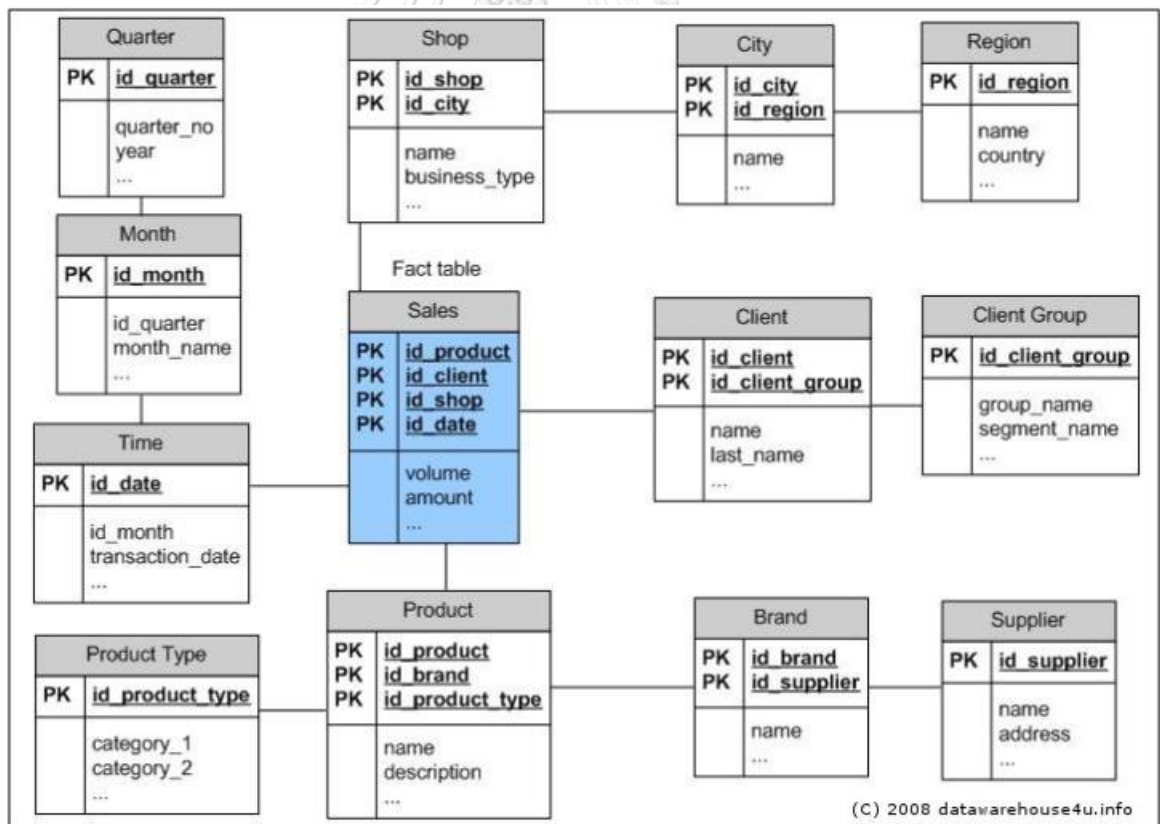 Quarter
PK id_quarter
quarter_no
year
...
Shop
PK id_shop
PK id_city
name
business_type
...
City
PK id_city
PK id_region
name
...
Region
PK id_region
name
country
...
Month
PK id_month
id_quarter
month_name
...
Fact table
Sales
PK id_product
PK id_client
PK id_shop
PK id_date
volume
amount
...
Client
PK id_client
PK id_client_group
name
last_name
...
Client Group
PK id_client_group
group_name
segment_name
...
Time
PK id_date
id_month
transaction_date
...
Product Type
PK id_product_type
category_1
category_2
...
Product
PK id_product
PK id_brand
PK id_product_type
name
description
...
Brand
PK id_brand
PK id_supplier
name
...
Supplier
PK id_supplier
name
address
...
(C) 2008 datawarehouse4u.info